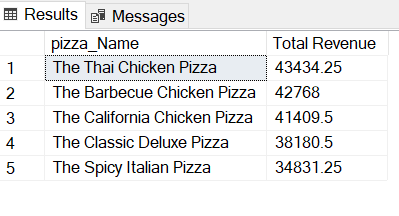 Results Messages
pizza_Name Total Revenue
1 The Thai Chicken Pizza 43434.25
2 The Barbecue Chicken Pizza 42768
3 The California Chicken Pizza 41409.5
4 The Classic Deluxe Pizza 38180.5
5 The Spicy Italian Pizza 34831.25